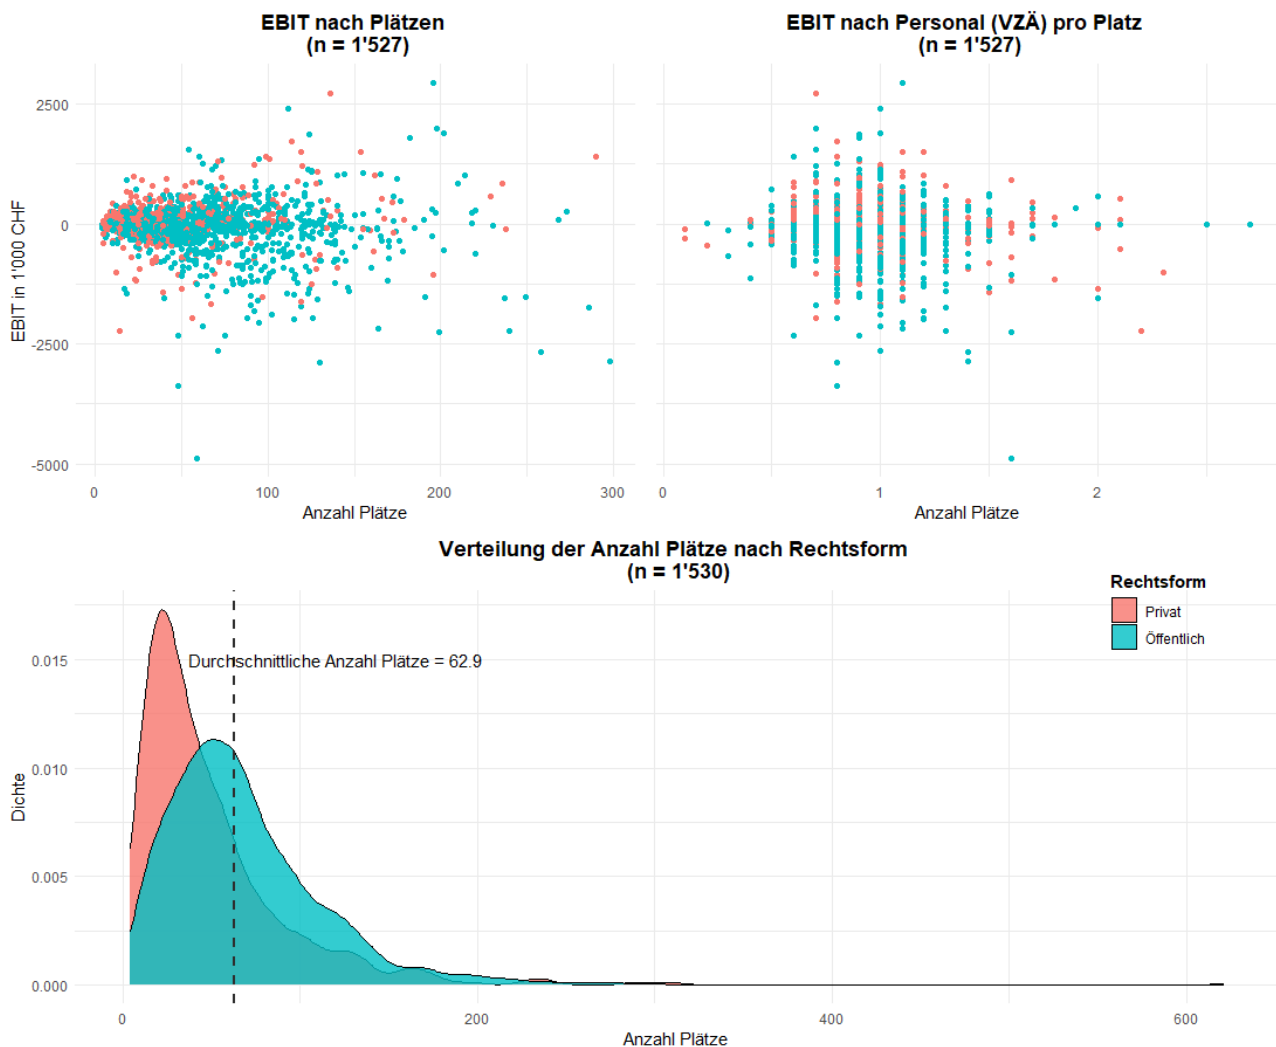 EBIT nach Plätzen
(n = 1'527)
EBIT nach Personal (VZÄ) pro Platz
(n = 1'527)
EBIT in 1'000 CHF
2500
0
-2500
-5000
0
100
200
300
0
1
2
Anzahl Plätze
Anzahl Plätze
Verteilung der Anzahl Plätze nach Rechtsform
(n = 1'530)
Rechtsform
Privat
Öffentlich
Durchschnittliche Anzahl Plätze = 62.9
Dichte
0.015
0.010
0.005
0.000
0
200
400
600
Anzahl Plätze